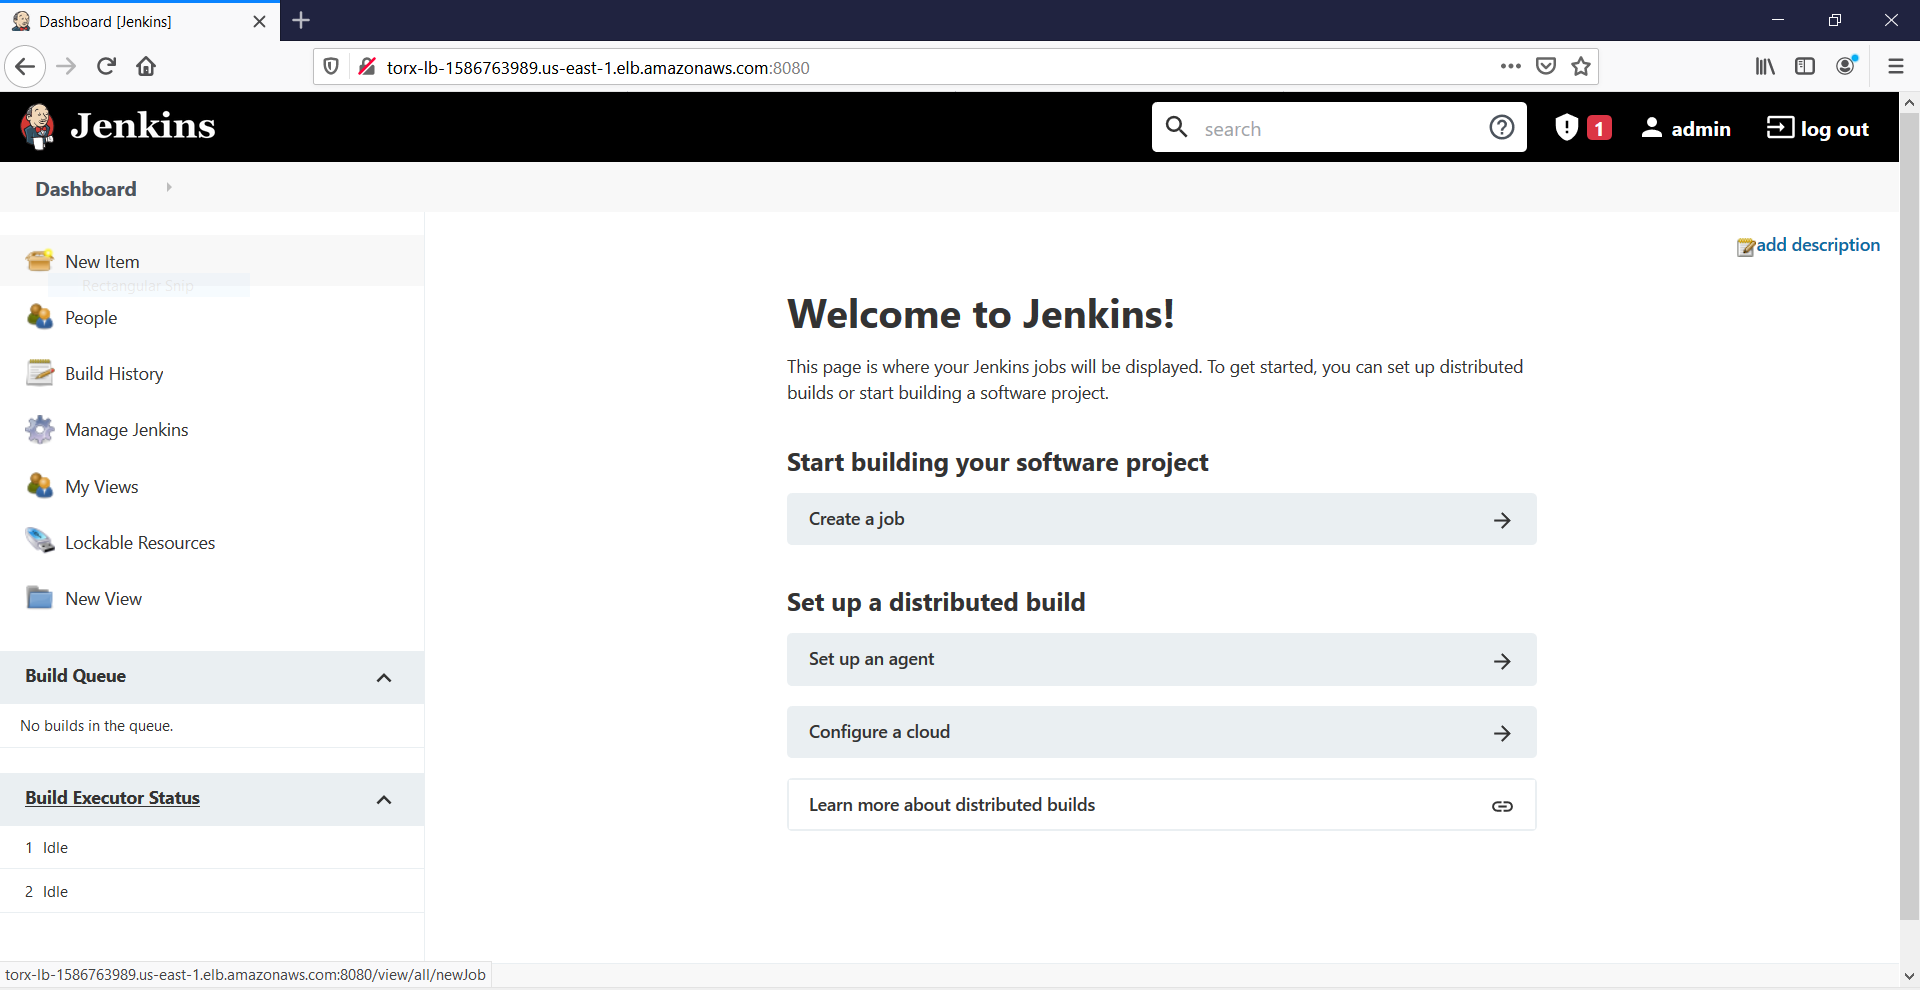 Dashboard [Jenkins]
torx-lb-1586763989.us-east-1.elb.amazonaws.com:8080
Jenkins
search
1
admin
log out
Dashboard
add description
New Item
Rectangular Snip
People
Build History
Manage Jenkins
My Views
Lockable Resources
New View
Build Queue
No builds in the queue.
Build Executor Status
1 Idle
2 Idle
Welcome to Jenkins!
This page is where your Jenkins jobs will be displayed. To get started, you can set up distributed
builds or start building a software project.
Start building your software project
Create a job
Set up a distributed build
Set up an agent
Configure a cloud
Learn more about distributed builds
torx-lb-1586763989.us-east-1.elb.amazonaws.com:8080/view/all/newJob